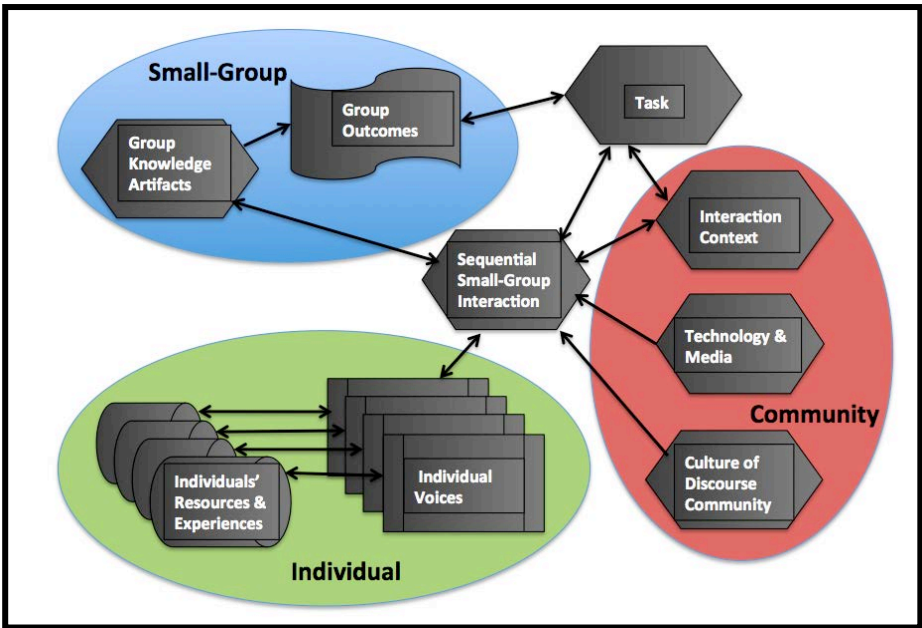 Small-Group
Group
Outcomes
Task
Group
Knowledge
Artifacts
Interaction
Context
Sequential
Small-Group
Interaction
Technology &
Media
Community
Individuals’
Resources &
Experiences
Individual
Voices
Culture of
Discourse
Community
Individual